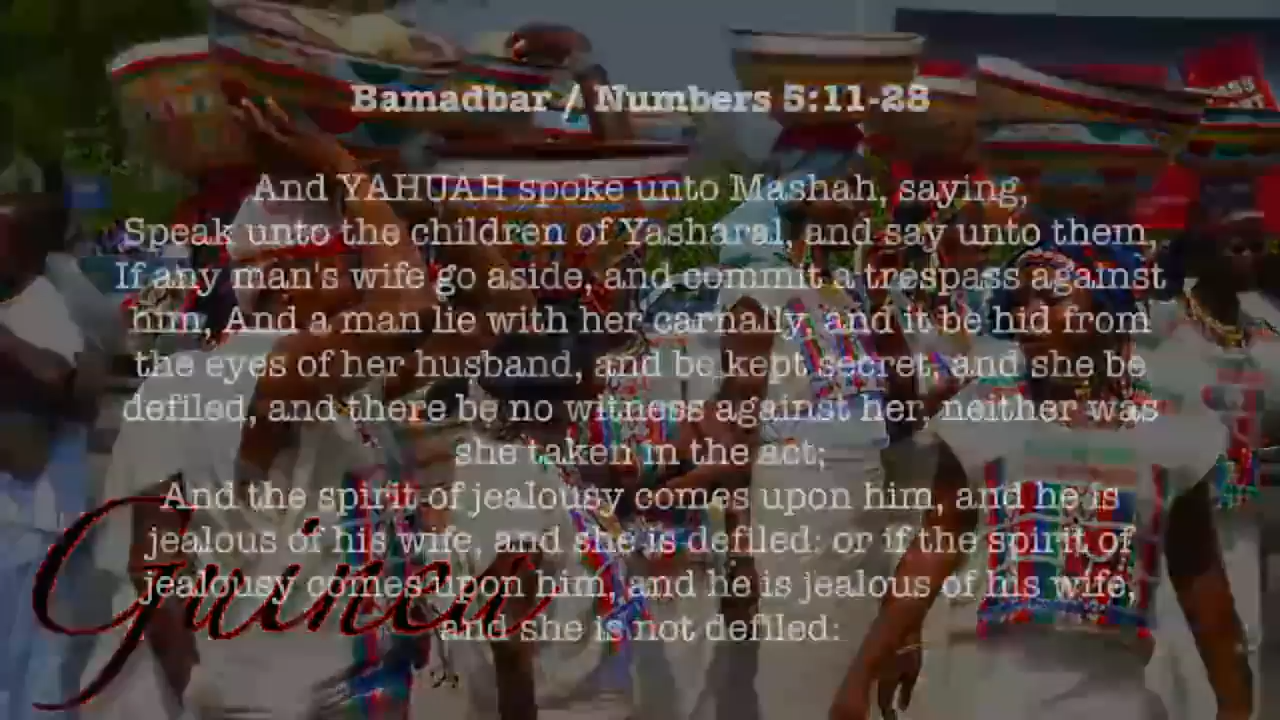 Bamadbar / Numbers 5:11-28
And YAHUAH spoke unto Mashah, saying,
Speak unto the children of Yasharal, and say unto them,
If any man's wife go aside, and commit a trespass against
him, And a man lie with her carnally, and it be hid from
the eyes of her husband, and be kept secret, and she be
defiled, and there be no witness against her, neither was
she taken in the act;
And the spirit of jealousy comes upon him, and he is
jealous of his wife, and she is defiled: or if the spirit of
jealousy comes upon him, and he is jealous of his wife,
and she is not defiled:
Guinea